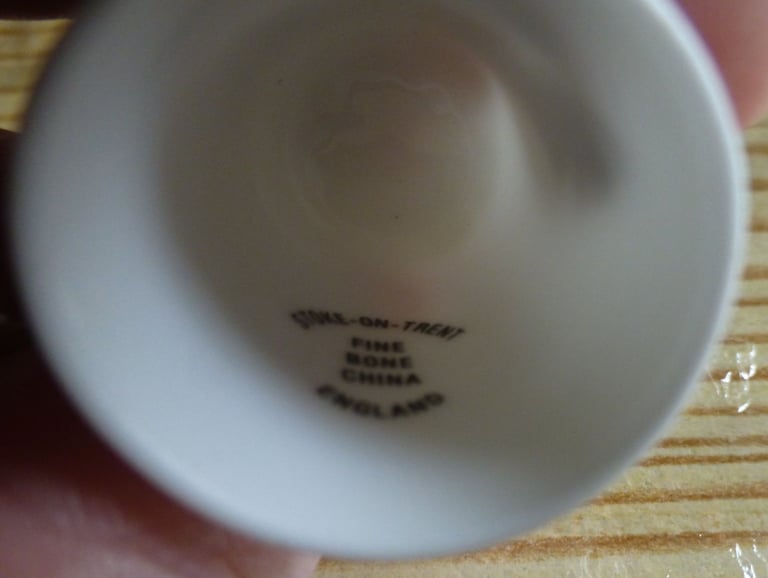 STOKE-ON-TRENT
FINE
BONE
CHINA
ENGLAND